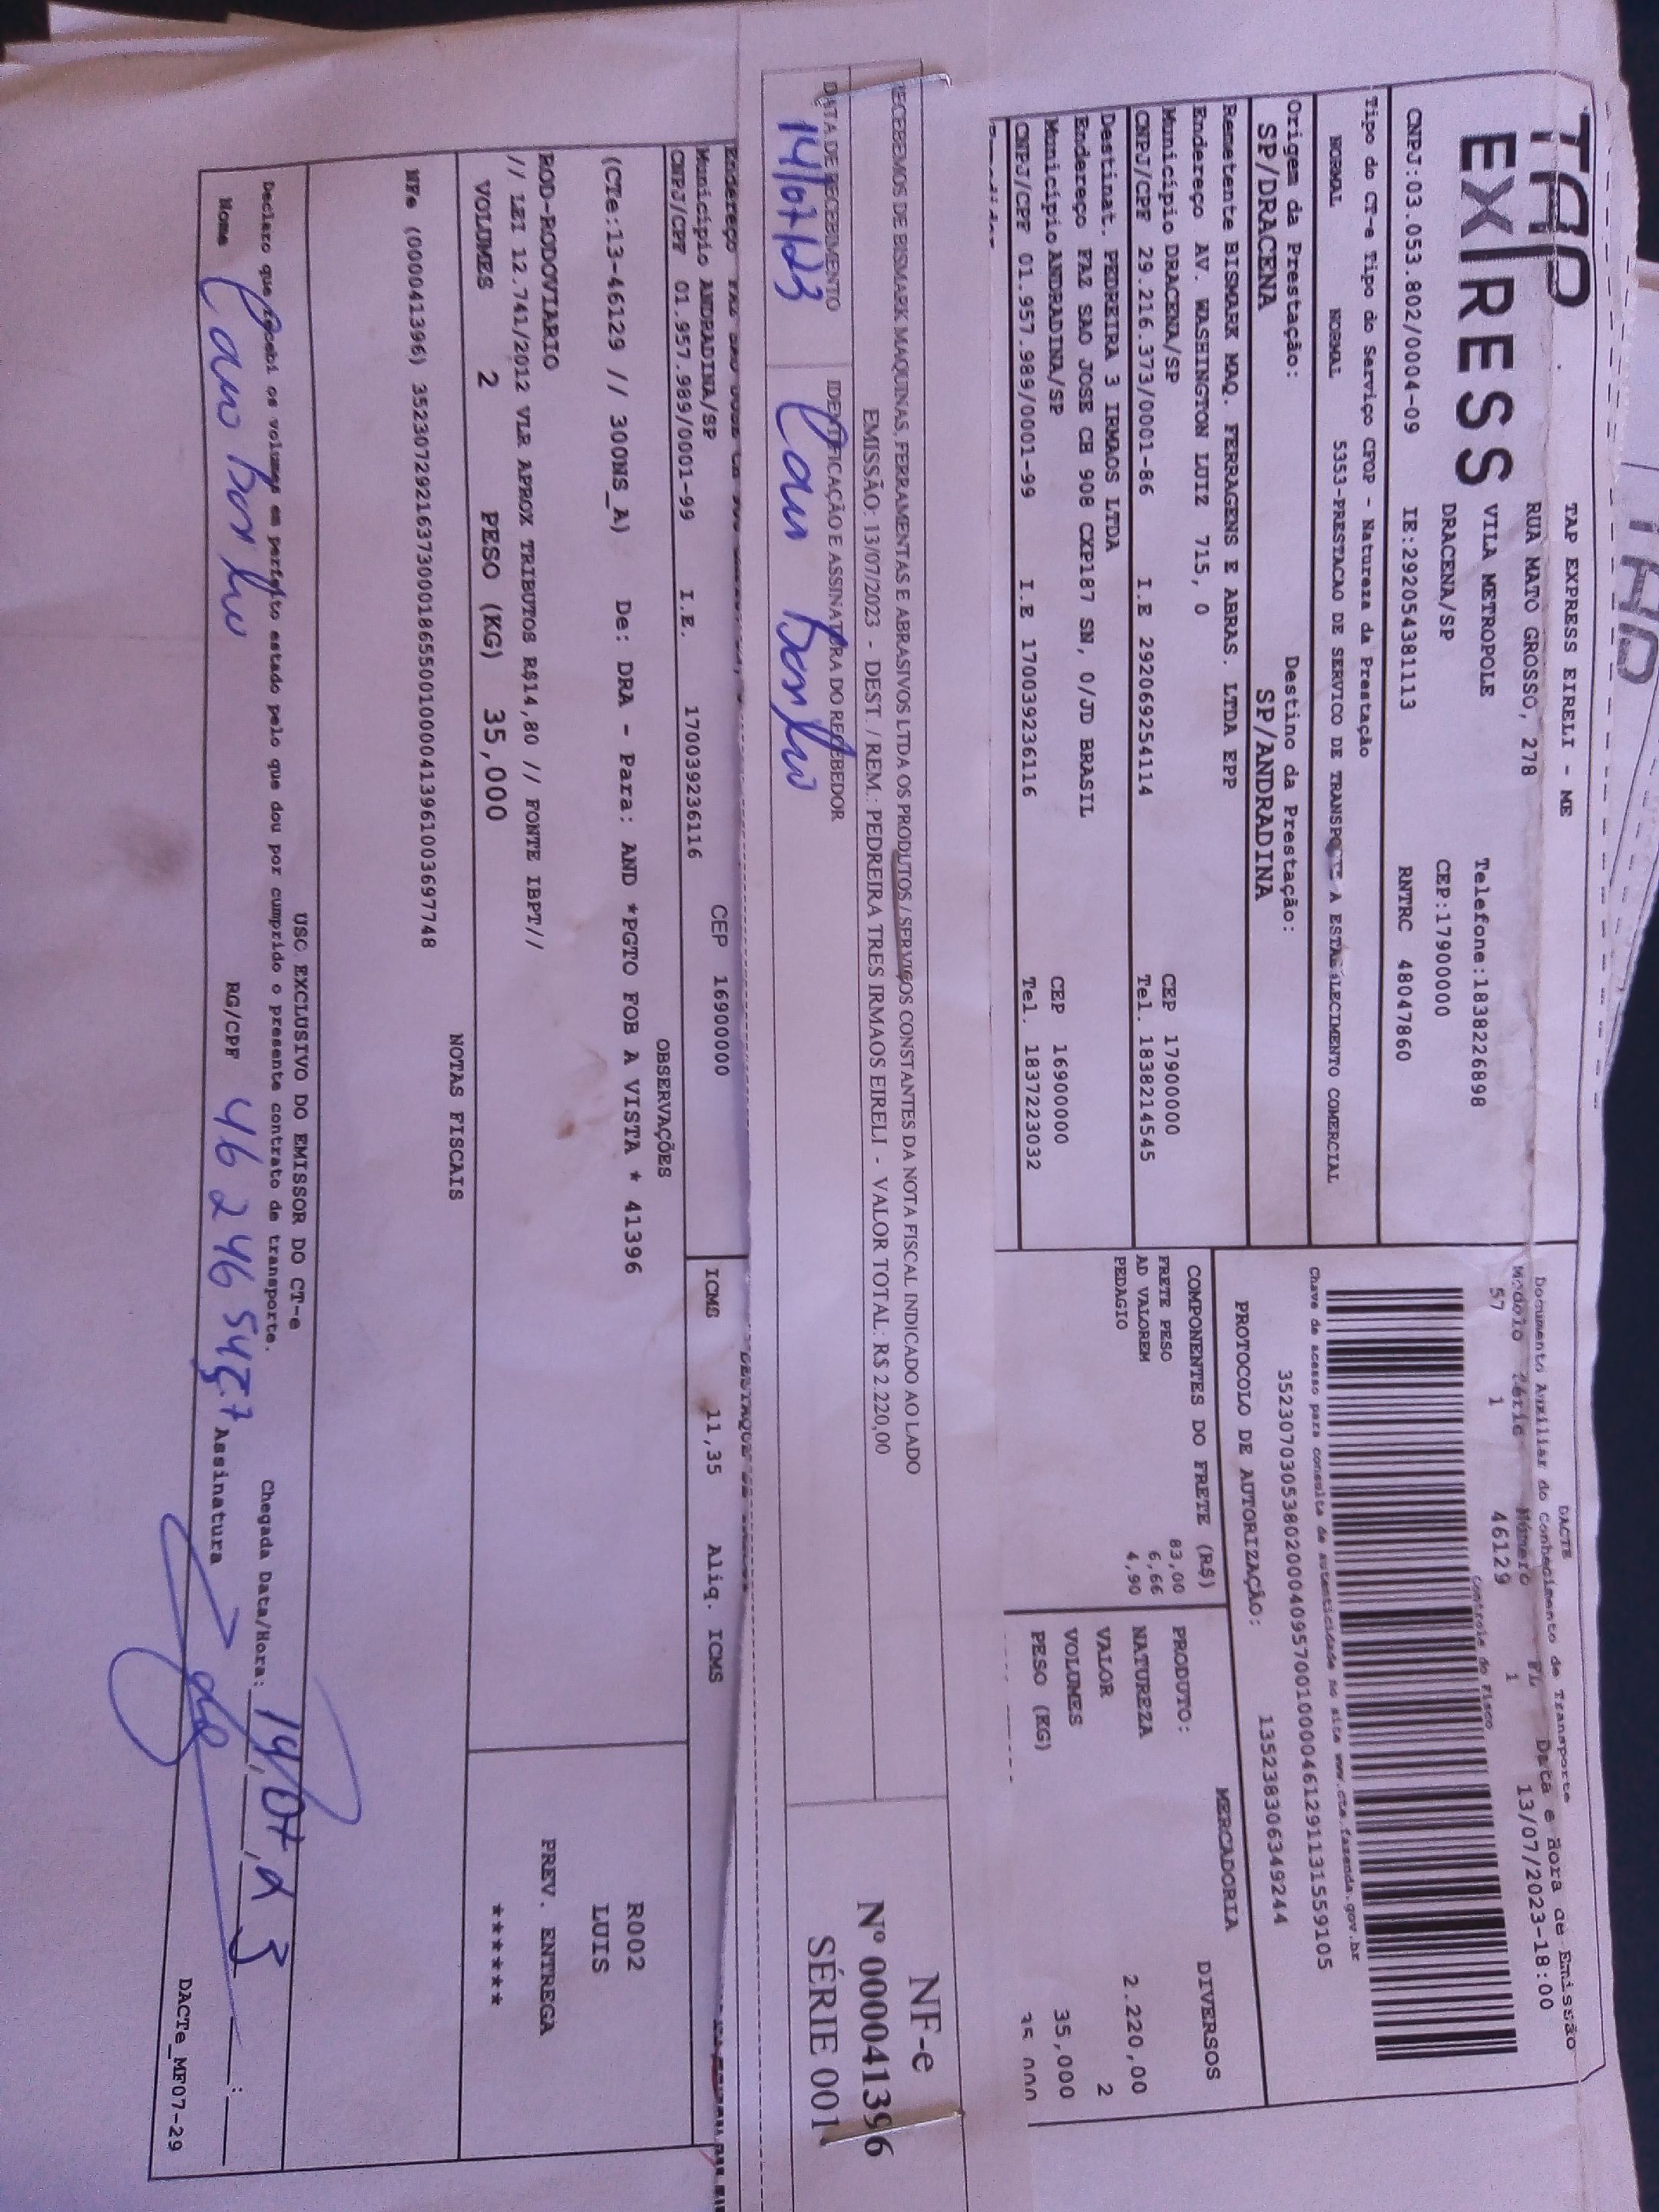 TAP
EXPRESS
TAP EXPRESS EIRELI - ME
RUA MATO GROSSO, 278
VILA METROPOLE
DRACENA/SP
Telefone:1838226898
CEP:17900000
CNPJ:03.053.802/0004-09 IE:292054381113 RNTRC 48047860
DACTE
Documento Auxiliar do Conhecimento de Transporte
Modelo Série Número FL Data e Hora de Emissão
57 1 46129 1 13/07/2023-18:00
Controle do Fisco
Chave de acesso para consulta de autenticidade no site www.cte.fazenda.gov.br
35230703053802000409570010000461291131559105
PROTOCOLO DE AUTORIZAÇÃO: 135238306349244
Tipo do CT-e Tipo do Serviço CFOP - Natureza da Prestação
NORMAL NORMAL 5353-PRESTACAO DE SERVICO DE TRANSPORTE A ESTABELECIMENTO COMERCIAL
Origem da Prestação: Destino da Prestação:
SP/DRACENA SP/ANDRADINA
Remetente BISMARK MAQ. FERRAGENS E ABRAS. LTDA EPP
Endereço AV. WASHINGTON LUIZ 715, 0
Município DRACENA/SP CEP 17900000
CNPJ/CPF 29.216.373/0001-86 I.E 292069254114 Tel. 1838214545
Destinat. PEDREIRA 3 IRMAOS LTDA
Endereço FAZ SAO JOSE CH 908 CXP187 SN, 0/JD BRASIL
Município ANDRADINA/SP CEP 16900000
CNPJ/CPF 01.957.989/0001-99 I.E 170039236116 Tel. 1837223032
COMPONENTES DO FRETE (R$)
FRETE PESO 83,00
AD VALOREM 6,66
PEDAGIO 4,90
MERCADORIA
PRODUTO: DIVERSOS
NATUREZA
VALOR 2.220,00
VOLUMES 2
PESO (KG) 35,000
RECEBEMOS DE BISMARK MAQUINAS, FERRAMENTAS E ABRASIVOS LTDA OS PRODUTOS / SERVIÇOS CONSTANTES DA NOTA FISCAL INDICADO AO LADO
EMISSÃO: 13/07/2023 - DEST. / REM.: PEDREIRA TRES IRMAOS EIRELI - VALOR TOTAL: R$ 2.220,00
DATA DE RECEBIMENTO IDENTIFICAÇÃO E ASSINATURA DO RECEBEDOR
14/07/23
NF-e
Nº 000041396
SÉRIE 001
Endereço
Município ANDRADINA/SP CEP 16900000
CNPJ/CPF 01.957.989/0001-99 I.E. 170039236116
ICMS 11,35 Aliq. ICMS
OBSERVAÇÕES
(CTe:13-46129 // 300NS_A) De: DRA - Para: AND *PGTO FOB A VISTA * 41396
R002
LUIS
ROD-RODOVIARIO
// LEI 12.741/2012 VLR APROX TRIBUTOS R$14,80 // FONTE IBPT//
VOLUMES 2 PESO (KG) 35,000
PREV. ENTREGA
*******
NOTAS FISCAIS
NFe (000041396) 35230729216373000186550010000413961003697748
USO EXCLUSIVO DO EMISSOR DO CT-e
Declaro que recebi os volumes em perfeito estado pelo que dou por cumprido o presente contrato de transporte.
Chegada Data/Hora: 14/07/23
Nome RG/CPF Assinatura
DACTe_MF07-29